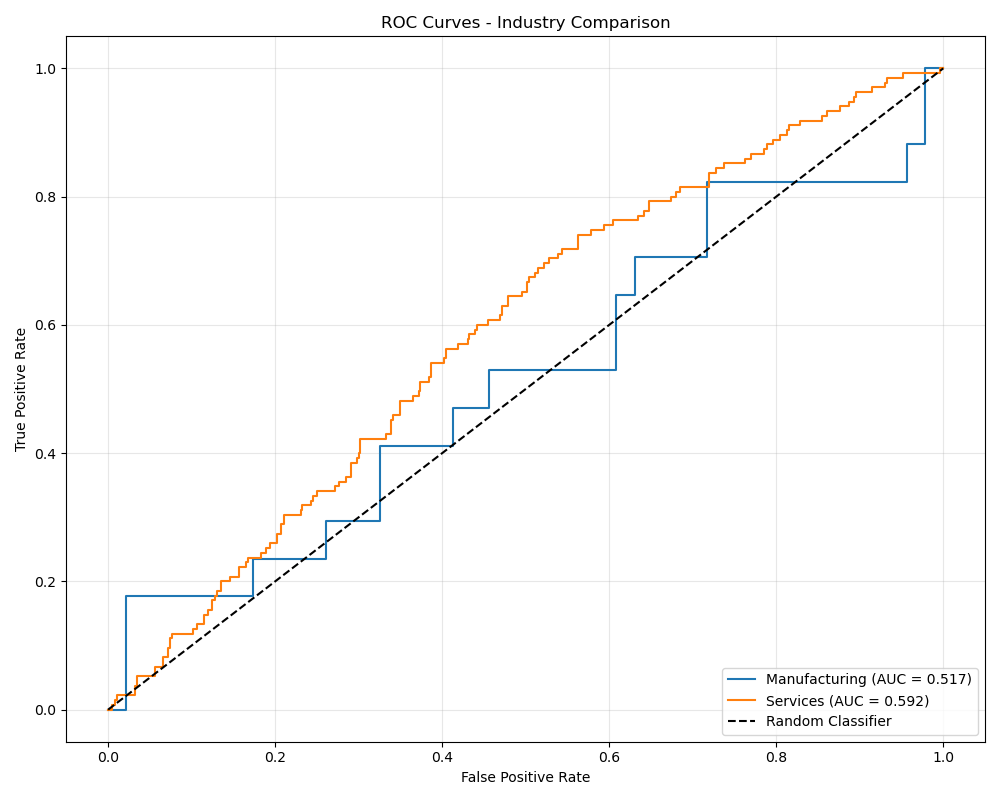 ROC Curves - Industry Comparison
1.0
0.8
0.6
0.4
0.2
0.0
True Positive Rate
Manufacturing (AUC = 0.517)
Services (AUC = 0.592)
Random Classifier
0.0 0.2 0.4 0.6 0.8 1.0
False Positive Rate